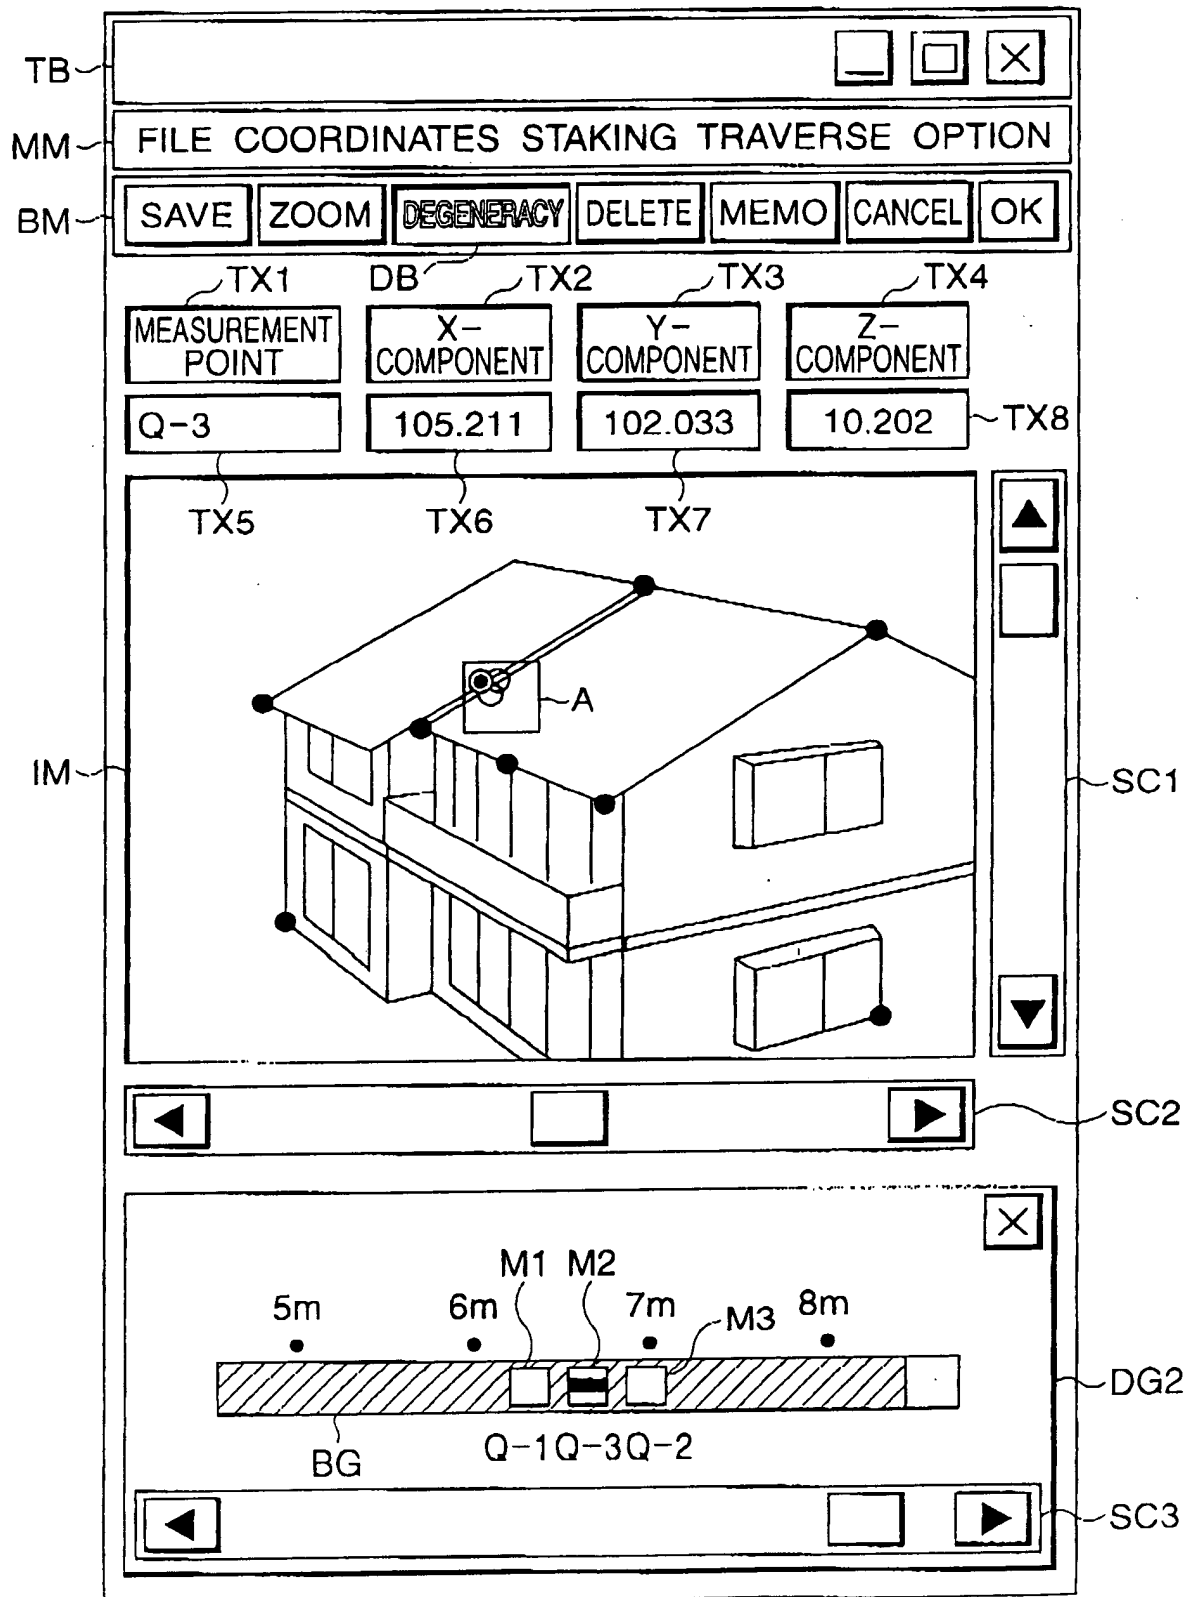 TB
MM
FILE COORDINATES STAKING TRAVERSE OPTION
BM
SAVE ZOOM DEGENERACY DELETE MEMO CANCEL OK
TX1 DB TX2 TX3 TX4
MEASUREMENT POINT
X-COMPONENT
Y-COMPONENT
Z-COMPONENT
Q-3 105.211 102.033 10.202 TX8
TX5 TX6 TX7
A
IM
SC1
SC2
M1 M2
5m 6m 7m 8m
M3
DG2
Q-1 Q-3 Q-2
BG
SC3